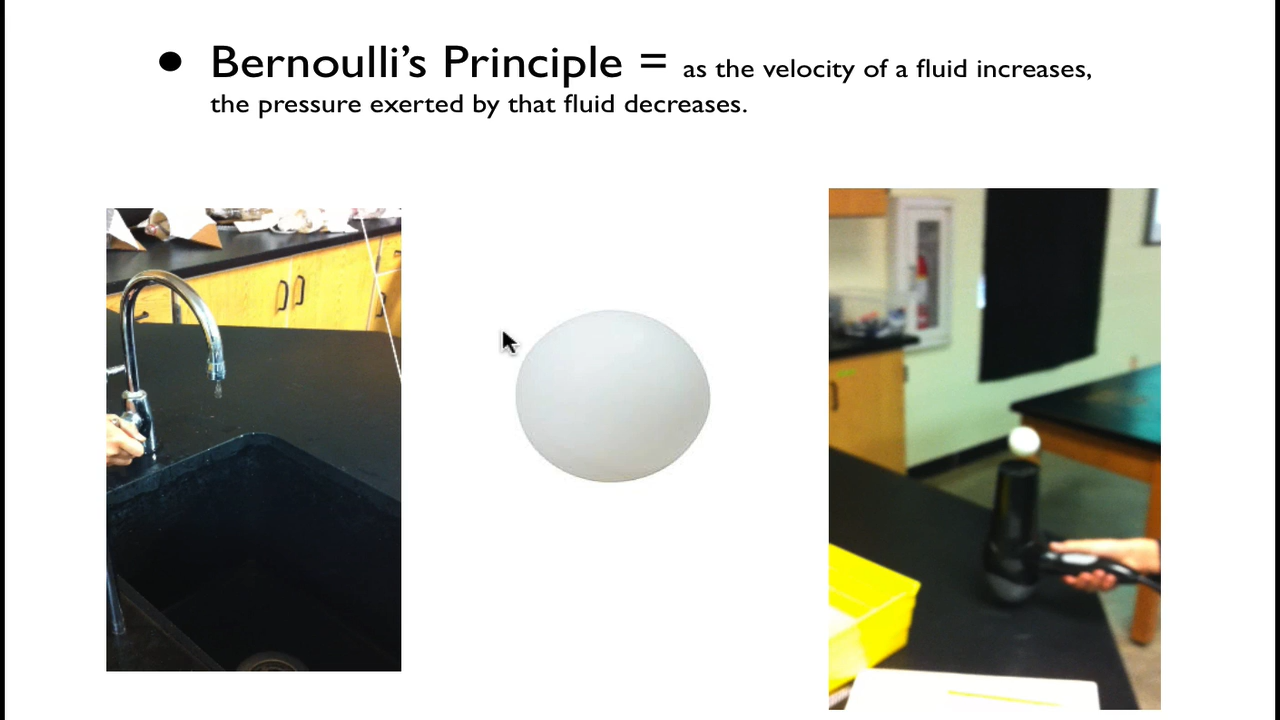 • Bernoulli’s Principle = as the velocity of a fluid increases,
the pressure exerted by that fluid decreases.